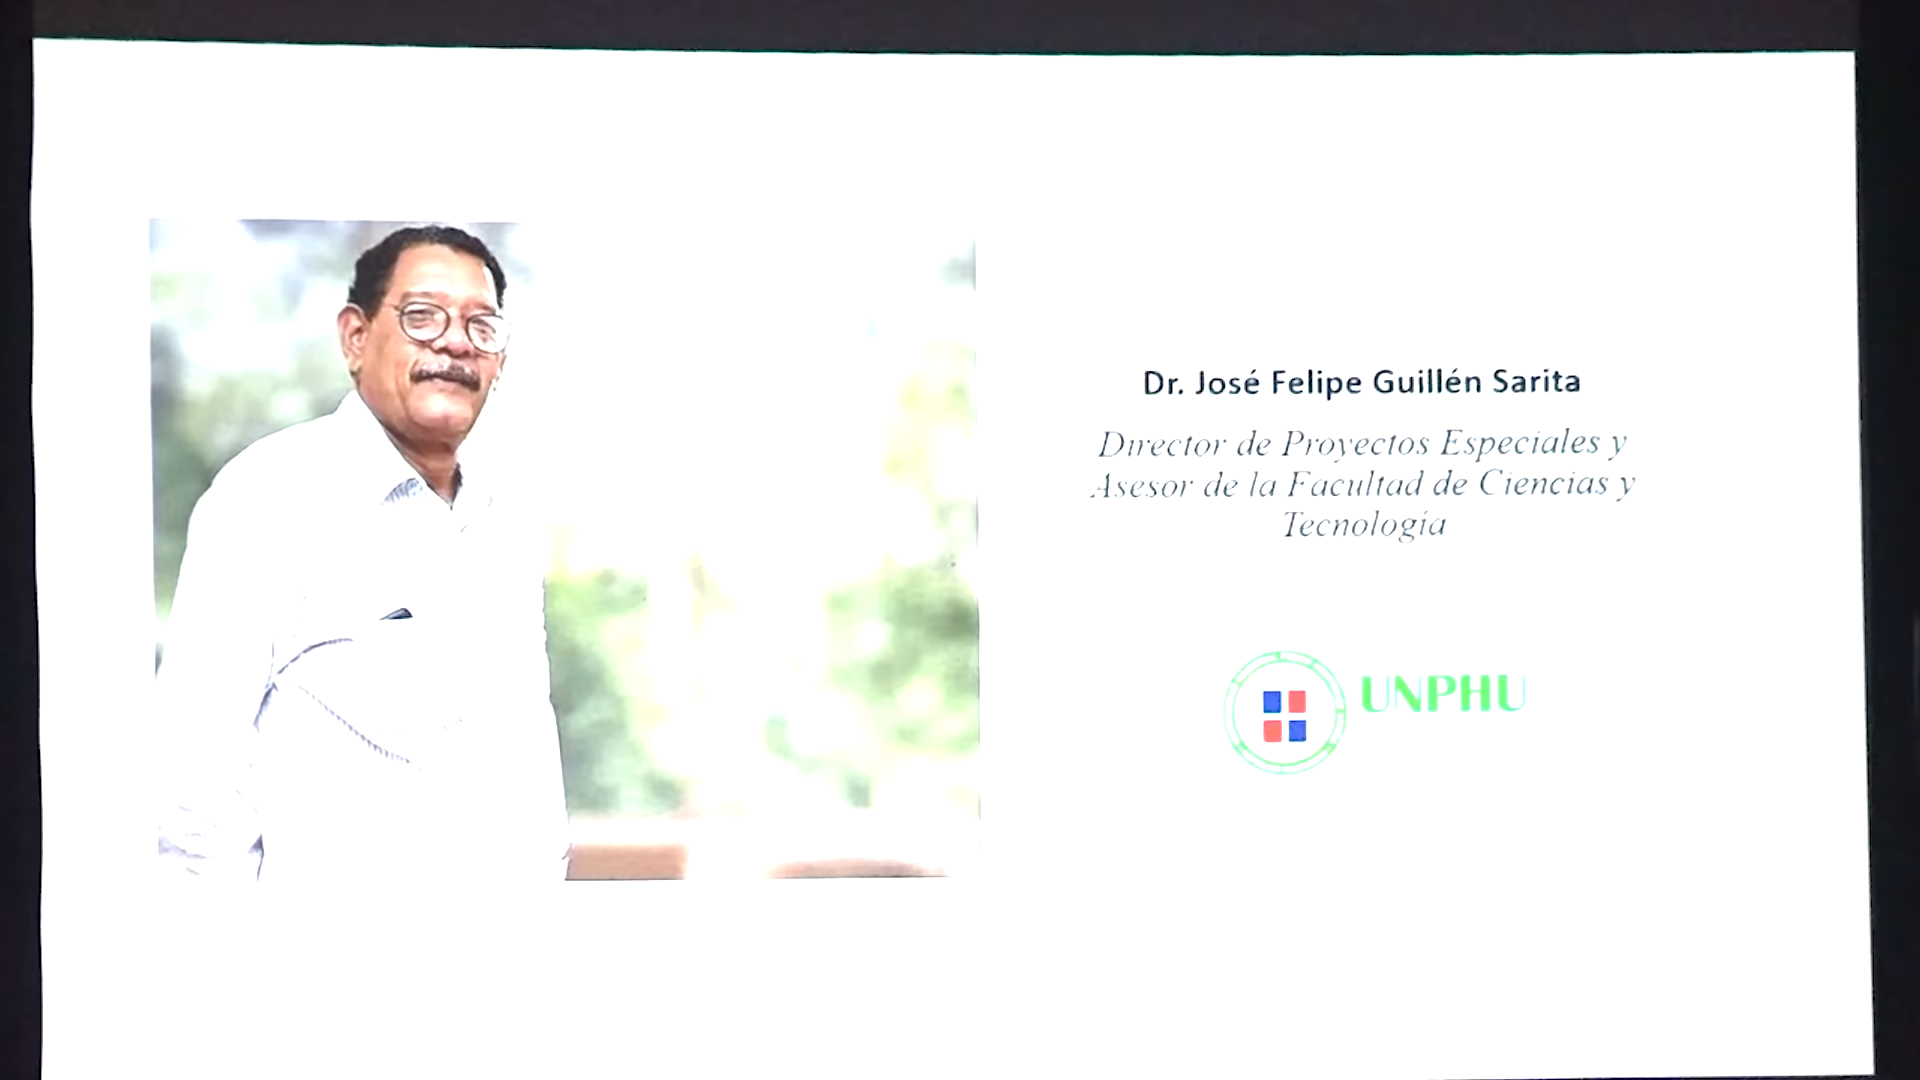 Dr. José Felipe Guillén Sarita
Director de Proyectos Especiales y
Asesor de la Facultad de Ciencias y
Tecnología
UNPHU